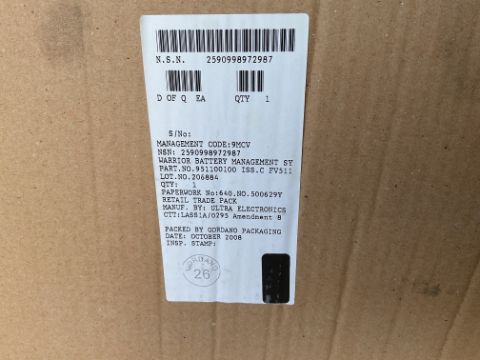 N.S.N. 2590998972987
D OF Q EA QTY 1
S/No:
MANAGEMENT CODE:9MCV
NSN: 2590998972987
WARRIOR BATTERY MANAGEMENT SY
PART.NO.951100100 ISS.C FV511
LOT.NO.206884
QTY: 1
PAPERWORK No:640.NO.500629Y
RETAIL TRADE PACK
MANUF. BY: ULTRA ELECTRONICS
CTT:LASS1A/0295 Amendment 8
PACKED BY GORDANO PACKAGING
DATE: OCTOBER 2008
INSP. STAMP:
GORDANO
26